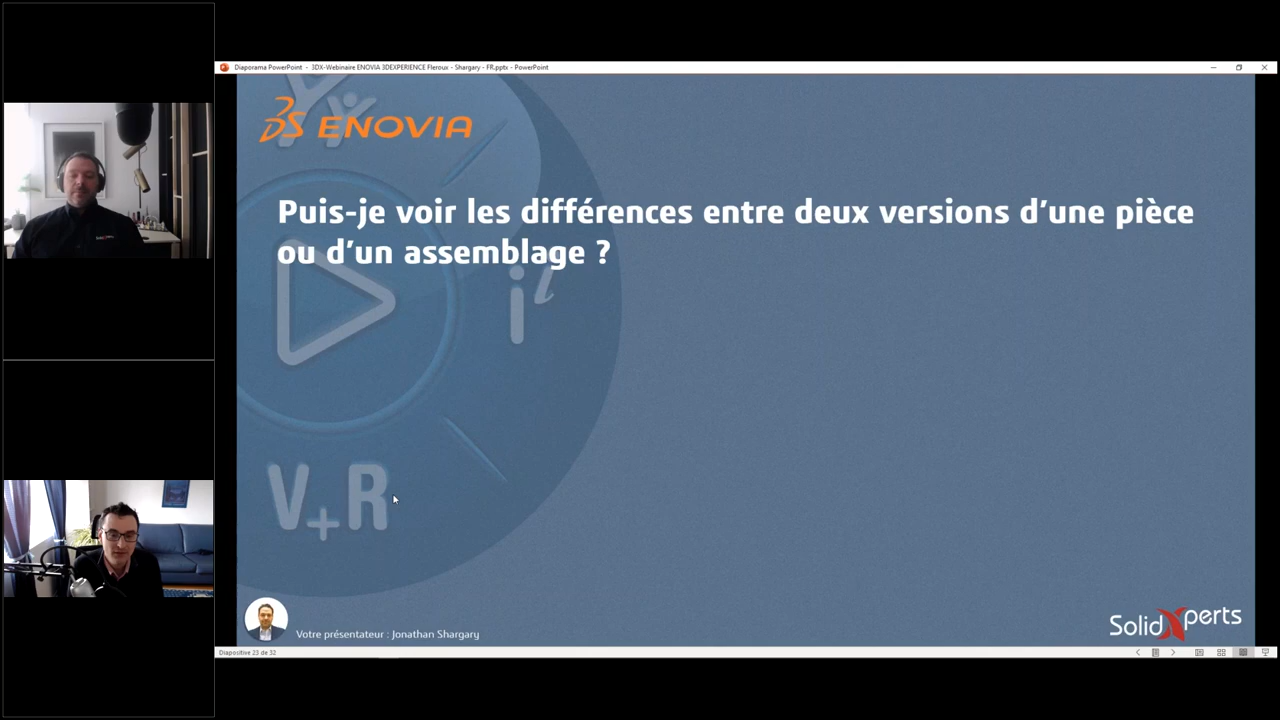 Diaporama PowerPoint - 3DX-Webinaire ENOVIA 3DEXPERIENCE Fleroux - Shargary - FR.pptx - PowerPoint
3S ENOVIA
Puis-je voir les différences entre deux versions d'une pièce
ou d'un assemblage ?
i
V+R
Votre présentateur : Jonathan Shargary
SolidXperts
Diapositive 23 de 32